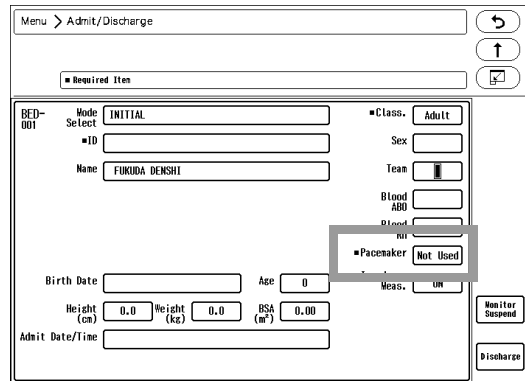 Menu > Admit/Discharge
■ Required Item
BED-001 Mode Select INITIAL ■Class. Adult
■ID Sex
Name FUKUDA DENSHI Team
Blood ABO
Blood
■Pacemaker Not Used
Birth Date Age 0 Meas. ON
Height (cm) 0.0 Weight (kg) 0.0 BSA (m²) 0.00
Monitor Suspend
Admit Date/Time
Discharge